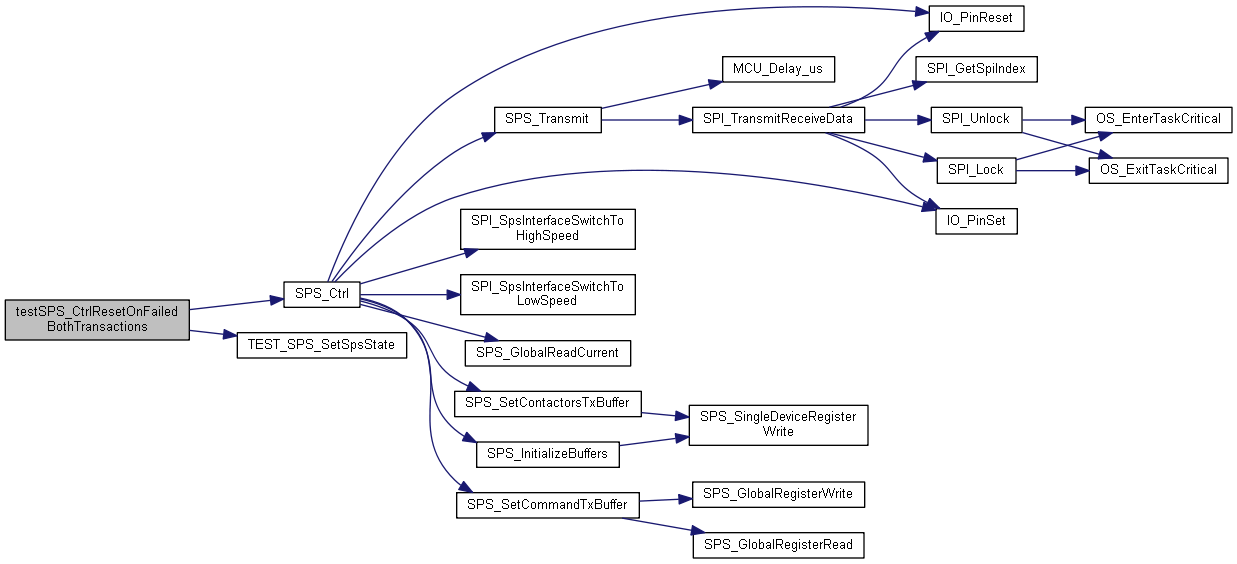 IO_PinReset
MCU_Delay_us
SPI_GetSpiIndex
SPS_Transmit
SPI_TransmitReceiveData
SPI_Unlock
OS_EnterTaskCritical
SPI_Lock
OS_ExitTaskCritical
IO_PinSet
SPI_SpsInterfaceSwitchTo
HighSpeed
SPS_Ctrl
SPI_SpsInterfaceSwitchTo
LowSpeed
testSPS_CtrlResetOnFailed
BothTransactions
TEST_SPS_SetSpsState
SPS_GlobalReadCurrent
SPS_SetContactorsTxBuffer
SPS_SingleDeviceRegister
Write
SPS_InitializeBuffers
SPS_SetCommandTxBuffer
SPS_GlobalRegisterWrite
SPS_GlobalRegisterRead